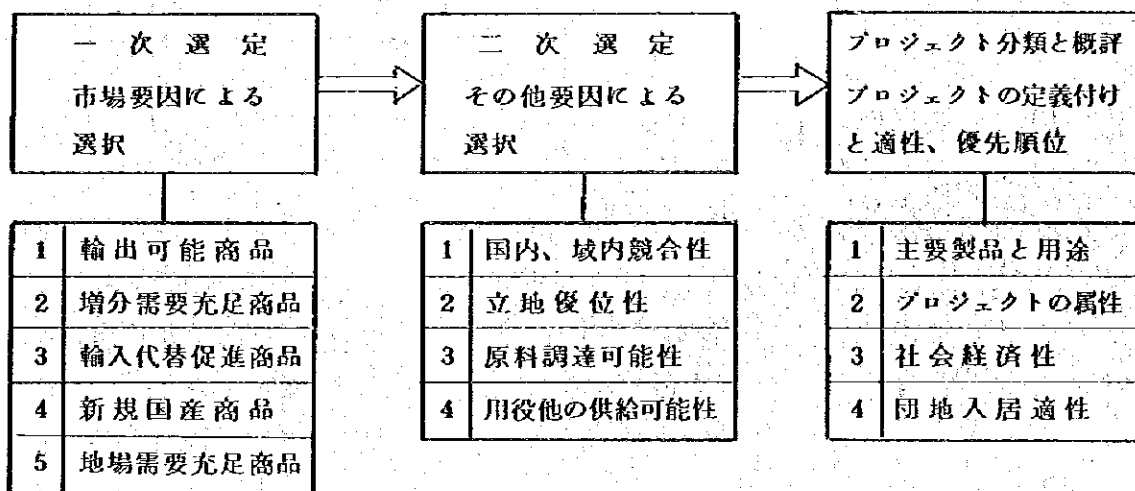 一次選定
市場要因による
選択
二次選定
その他要因による
選択
プロジェクト分類と概評
プロジェクトの定義付け
と適性、優先順位
1 輸出可能商品
2 増分需要充足商品
3 輸入代替促進商品
4 新規国産商品
5 地場需要充足商品
1 国内、域内競合性
2 立地優位性
3 原料調達可能性
4 用役他の供給可能性
1 主要製品と用途
2 プロジェクトの属性
3 社会経済性
4 団地入居適性